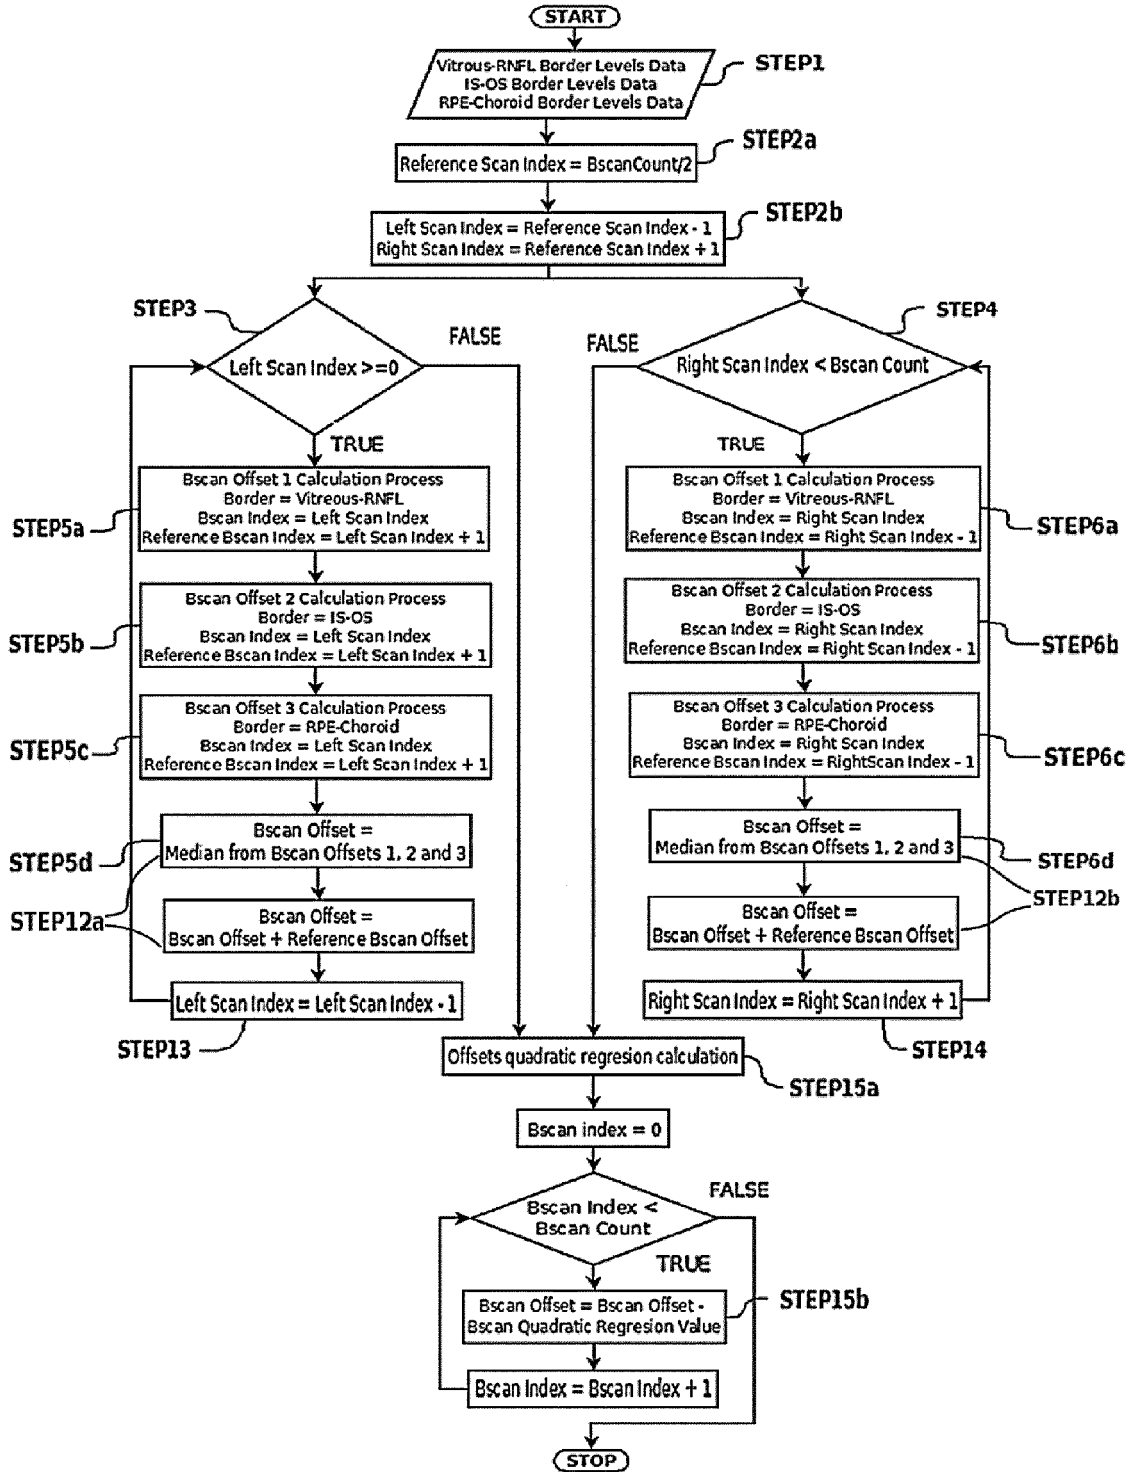 START
Vitrous-RNFL Border Levels Data
IS-OS Border Levels Data
RPE-Choroid Border Levels Data
STEP1
Reference Scan Index = BscanCount/2
STEP2a
Left Scan Index = Reference Scan Index - 1
Right Scan Index = Reference Scan Index + 1
STEP2b
STEP3
Left Scan Index >=0
FALSE
TRUE
STEP4
Right Scan Index < Bscan Count
FALSE
TRUE
Bscan Offset 1 Calculation Process
Border = Vitreous-RNFL
Bscan Index = Left Scan Index
Reference Bscan Index = Left Scan Index + 1
STEP5a
Bscan Offset 2 Calculation Process
Border = IS-OS
Bscan Index = Left Scan Index
Reference Bscan Index = Left Scan Index + 1
STEP5b
Bscan Offset 3 Calculation Process
Border = RPE-Choroid
Bscan Index = Left Scan Index
Reference Bscan Index = Left Scan Index + 1
STEP5c
Bscan Offset =
Median from Bscan Offsets 1, 2 and 3
STEP5d
STEP12a
Bscan Offset =
Bscan Offset + Reference Bscan Offset
Left Scan Index = Left Scan Index - 1
STEP13
Bscan Offset 1 Calculation Process
Border = Vitreous-RNFL
Bscan Index = Right Scan Index
Reference Bscan Index = Right Scan Index - 1
STEP6a
Bscan Offset 2 Calculation Process
Border = IS-OS
Bscan Index = Right Scan Index
Reference Bscan Index = Right Scan Index - 1
STEP6b
Bscan Offset 3 Calculation Process
Border = RPE-Choroid
Bscan Index = Right Scan Index
Reference Bscan Index = RightScan Index - 1
STEP6c
Bscan Offset =
Median from Bscan Offsets 1, 2 and 3
STEP6d
STEP12b
Bscan Offset =
Bscan Offset + Reference Bscan Offset
Right Scan Index = Right Scan Index + 1
STEP14
Offsets quadratic regresion calculation
STEP15a
Bscan index = 0
Bscan Index <
Bscan Count
FALSE
TRUE
Bscan Offset = Bscan Offset -
Bscan Quadratic Regresion Value
STEP15b
Bscan Index = Bscan Index + 1
STOP